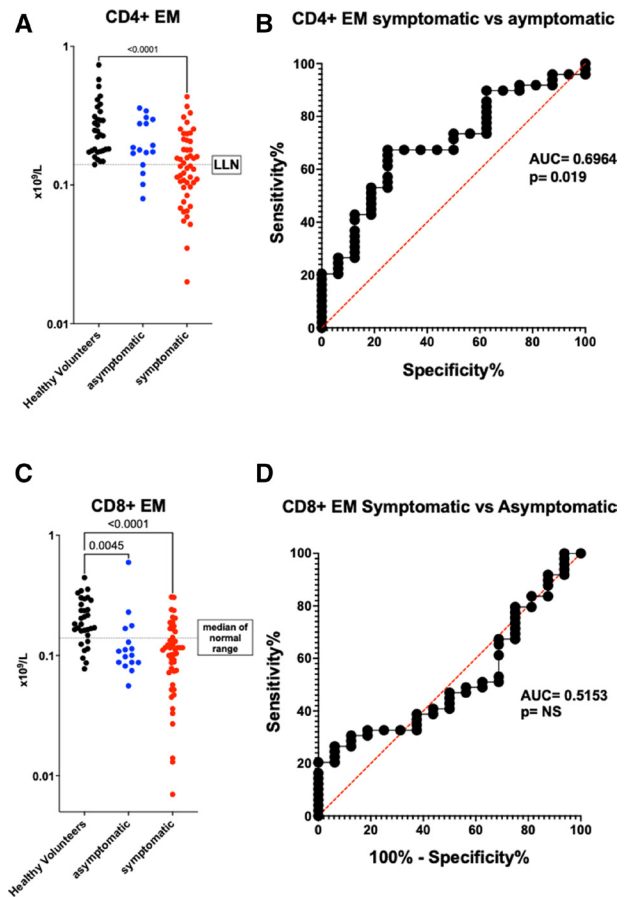 A
CD4+ EM
<0.0001
1
0.1
0.01
x10⁹/L
LLN
Healthy Volunteers
asymptomatic
symptomatic
B
CD4+ EM symptomatic vs aymptomatic
100
80
60
40
20
0
Sensitivity%
AUC= 0.6964
p= 0.019
0 20 40 60 80 100
Specificity%
C
CD8+ EM
<0.0001
0.0045
1
0.1
0.01
x10⁹/L
median of
normal
range
Healthy Volunteers
asymptomatic
symptomatic
D
CD8+ EM Symptomatic vs Asymptomatic
100
80
60
40
20
0
Sensitivity%
AUC= 0.5153
p= NS
0 20 40 60 80 100
100% - Specificity%